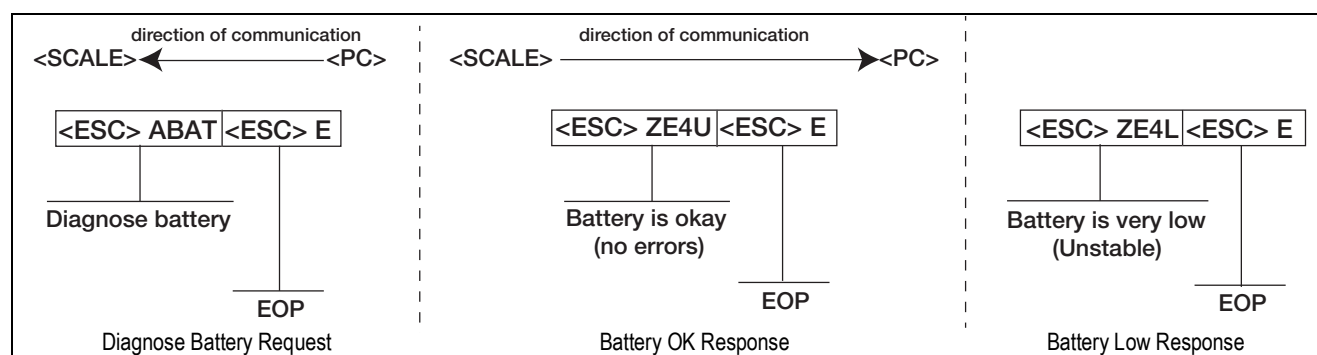 direction of communication
<SCALE> <PC>
<ESC> ABAT <ESC> E
Diagnose battery
EOP
Diagnose Battery Request
direction of communication
<SCALE> <PC>
<ESC> ZE4U <ESC> E
Battery is okay
(no errors)
EOP
Battery OK Response
<ESC> ZE4L <ESC> E
Battery is very low
(Unstable)
EOP
Battery Low Response